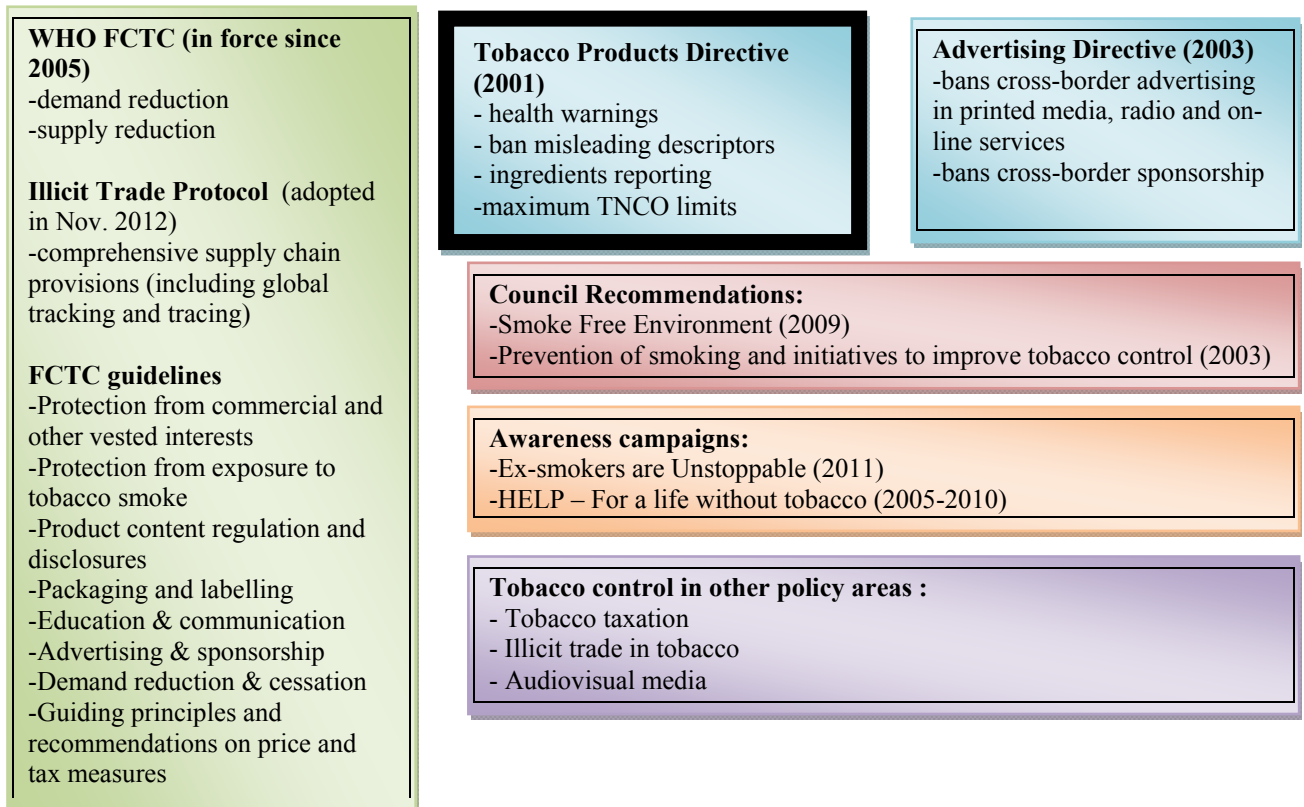 WHO FCTC (in force since
2005)
-demand reduction
-supply reduction
Illicit Trade Protocol (adopted
in Nov. 2012)
-comprehensive supply chain
provisions (including global
tracking and tracing)
FCTC guidelines
-Protection from commercial and
other vested interests
-Protection from exposure to
tobacco smoke
-Product content regulation and
disclosures
-Packaging and labelling
-Education & communication
-Advertising & sponsorship
-Demand reduction & cessation
-Guiding principles and
recommendations on price and
tax measures
Tobacco Products Directive
(2001)
- health warnings
- ban misleading descriptors
- ingredients reporting
-maximum TNCO limits
Advertising Directive (2003)
-bans cross-border advertising
in printed media, radio and on-
line services
-bans cross-border sponsorship
Council Recommendations:
-Smoke Free Environment (2009)
-Prevention of smoking and initiatives to improve tobacco control (2003)
Awareness campaigns:
-Ex-smokers are Unstoppable (2011)
-HELP – For a life without tobacco (2005-2010)
Tobacco control in other policy areas :
- Tobacco taxation
- Illicit trade in tobacco
- Audiovisual media